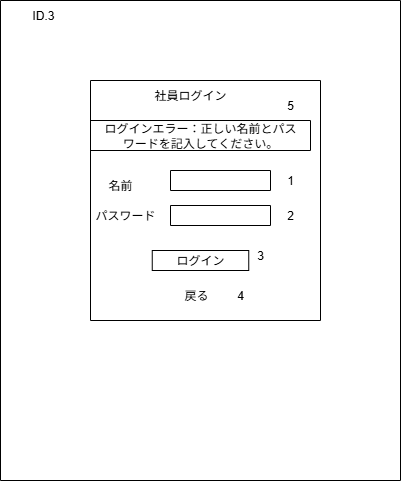 ID.3
社員ログイン
5
ログインエラー：正しい名前とパス
ワードを記入してください。
名前
1
パスワード
2
ログイン
3
戻る
4